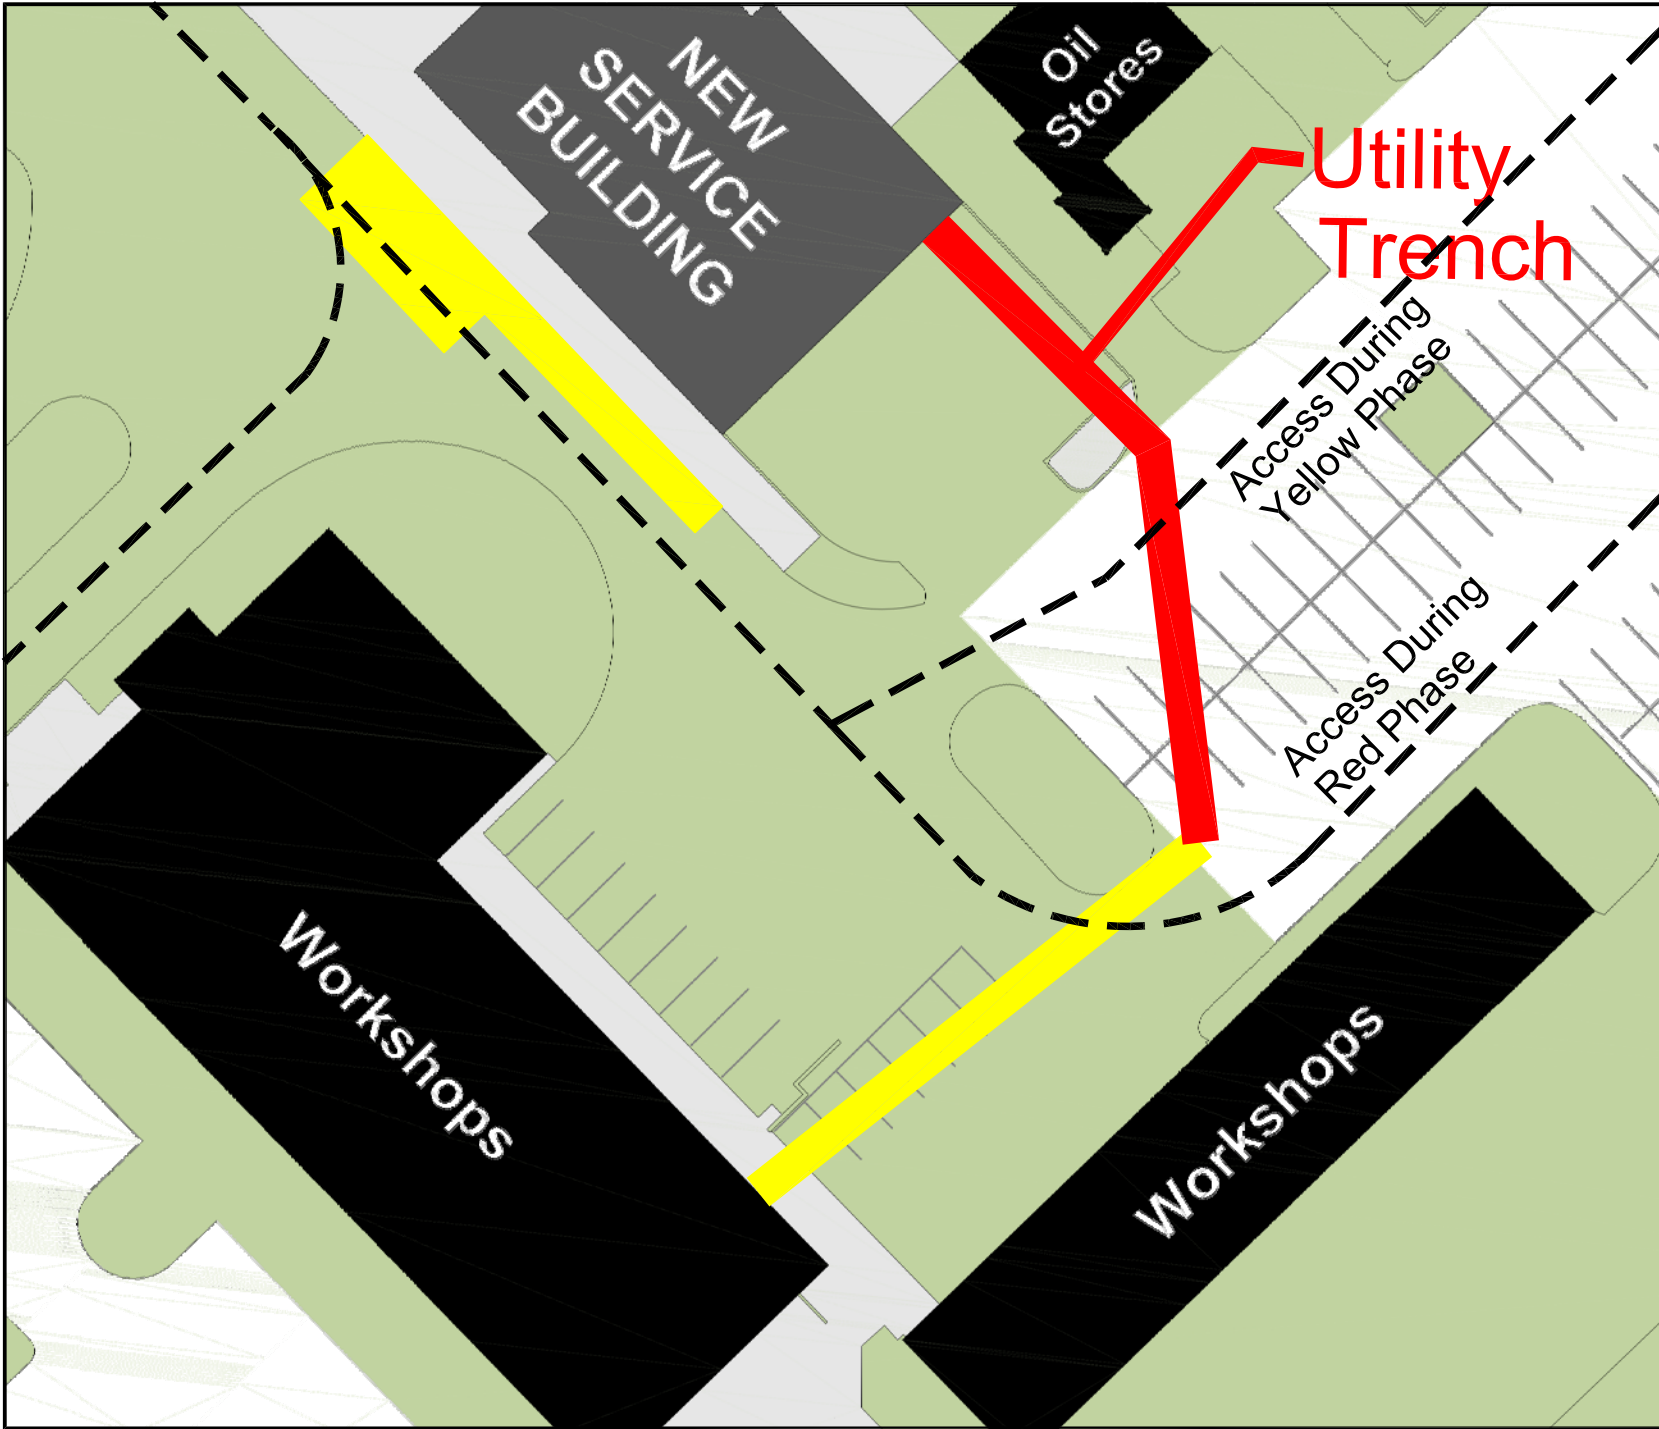 NEW
SERVICE
BUILDING
Oil
Stores
Utility
Trench
Access During
Yellow Phase
Access During
Red Phase
Workshops
Workshops